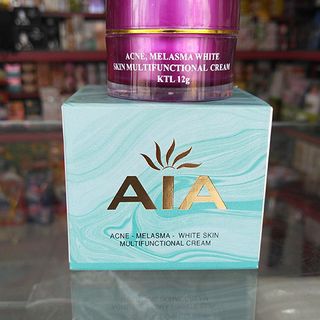 ACNE, MELASMA WHITE
SKIN MULTIFUNCTIONAL CREAM
KTL 12g
AIA
ACNE - MELASMA - WHITE SKIN
MULTIFUNCTIONAL CREAM